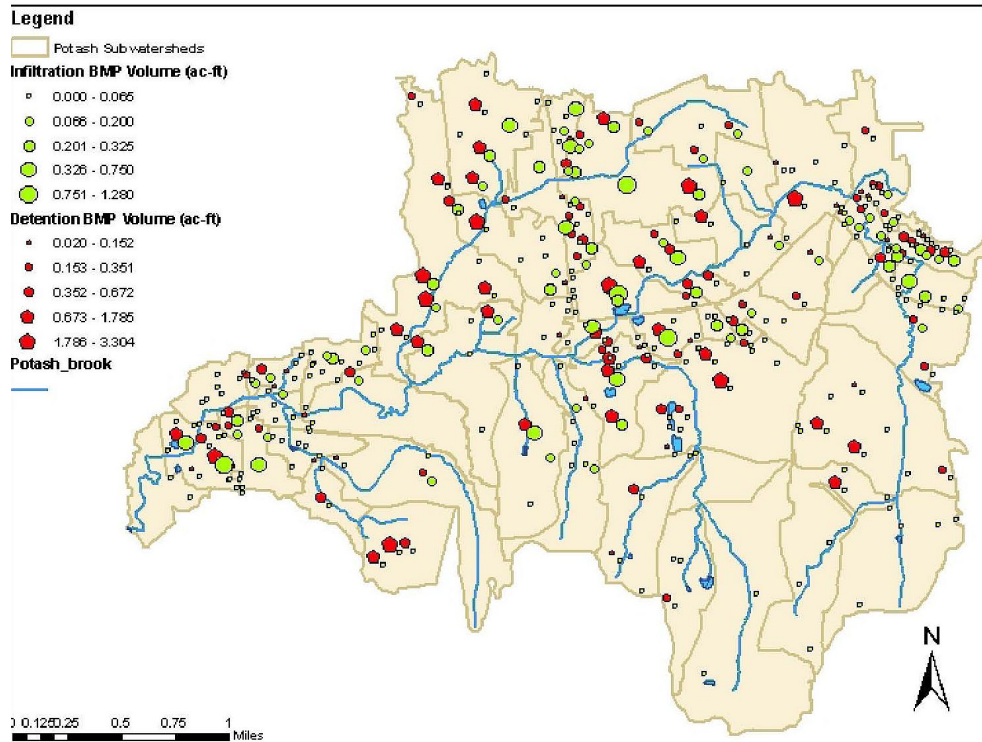 Legend
Potash Subwatersheds
Infiltration BMP Volume (ac-ft)
0.000 - 0.065
0.066 - 0.200
0.201 - 0.325
0.326 - 0.750
0.751 - 1.280
Detention BMP Volume (ac-ft)
0.020 - 0.152
0.153 - 0.351
0.352 - 0.672
0.673 - 1.785
1.786 - 3.304
Potash_brook
N
0 0.125 0.25 0.5 0.75 1
Miles